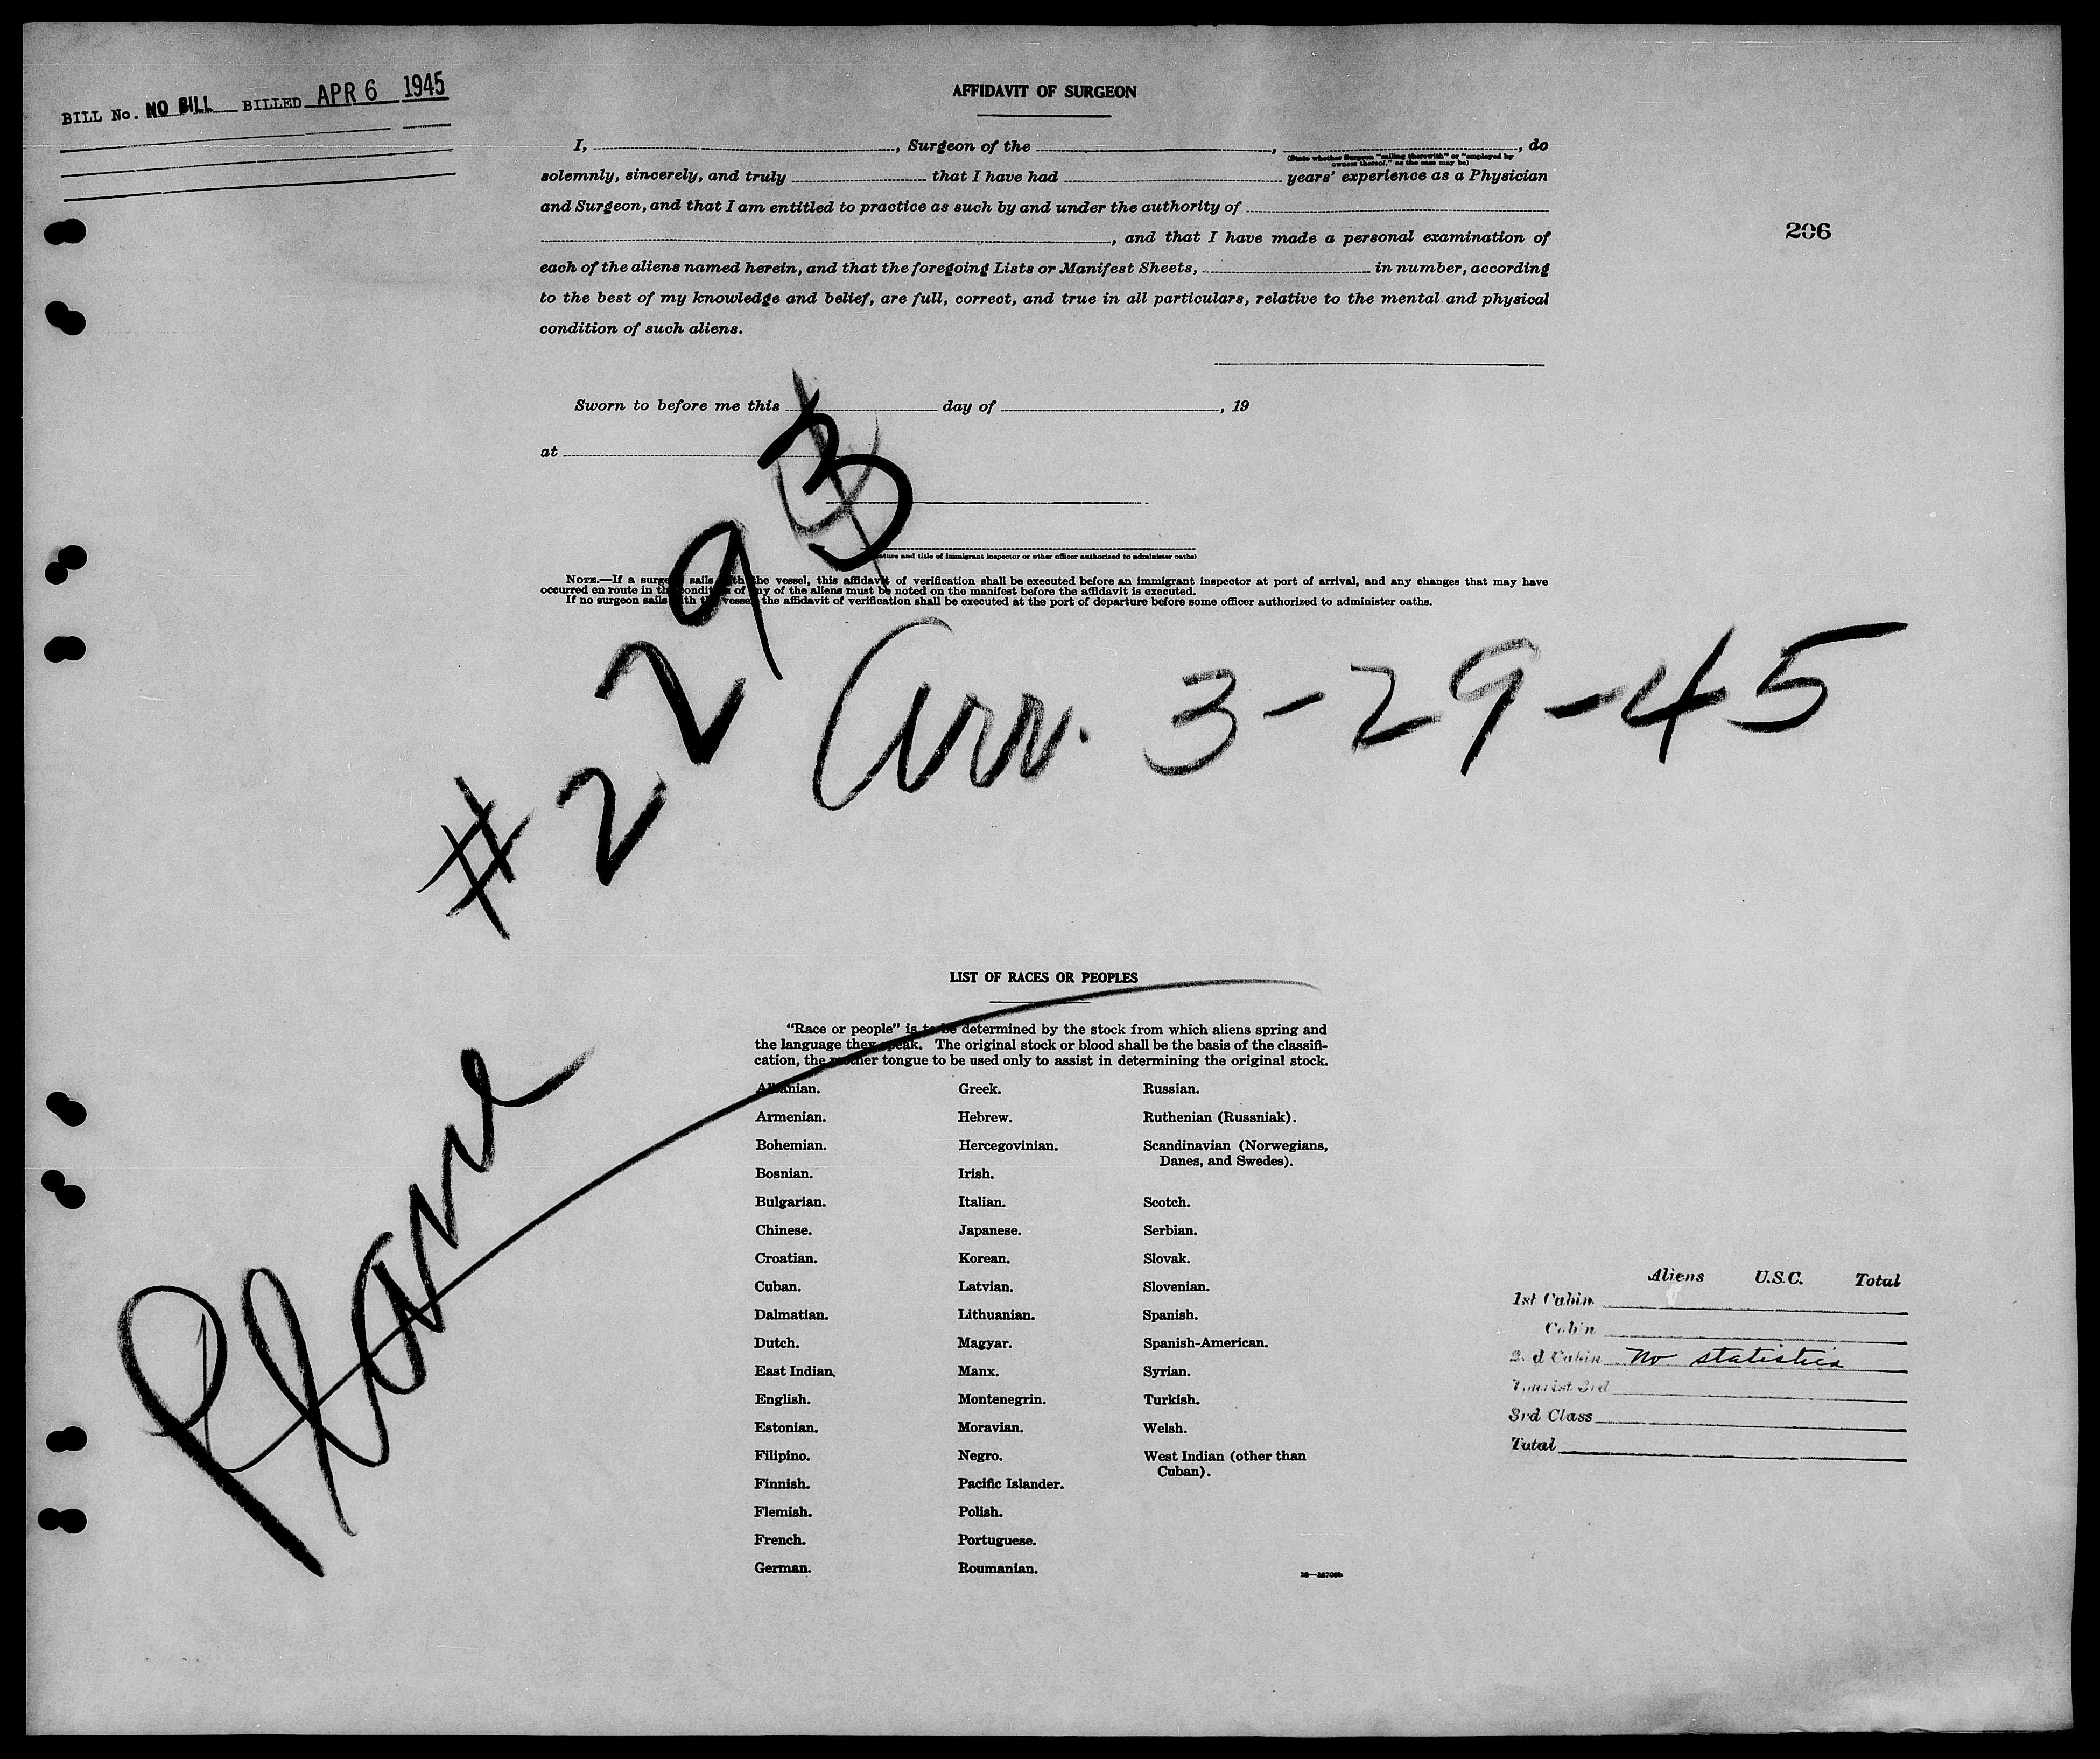 BILL No. NO BILL BILLED APR 6 1945
AFFIDAVIT OF SURGEON
206
I, , Surgeon of the , , do
(State whether Surgeon "sailing therewith" or "employed by
owners thereof," as the case may be)
solemnly, sincerely, and truly that I have had years' experience as a Physician
and Surgeon, and that I am entitled to practice as such by and under the authority of
, and that I have made a personal examination of
each of the aliens named herein, and that the foregoing Lists or Manifest Sheets, in number, according
to the best of my knowledge and belief, are full, correct, and true in all particulars, relative to the mental and physical
condition of such aliens.
Sworn to before me this day of , 19
at
ature and title of immigrant inspector or other officer authorized to administer oaths)
NOTE.—If a surgeon sails with the vessel, this affidavit of verification shall be executed before an immigrant inspector at port of arrival, and any changes that may have
occurred en route in the condition of any of the aliens must be noted on the manifest before the affidavit is executed.
If no surgeon sails with the vessel the affidavit of verification shall be executed at the port of departure before some officer authorized to administer oaths.
#2293
Arr. 3-29-45
Plane
LIST OF RACES OR PEOPLES
"Race or people" is to be determined by the stock from which aliens spring and
the language they speak. The original stock or blood shall be the basis of the classifi-
cation, the mother tongue to be used only to assist in determining the original stock.
Albanian.
Armenian.
Bohemian.
Bosnian.
Bulgarian.
Chinese.
Croatian.
Cuban.
Dalmatian.
Dutch.
East Indian.
English.
Estonian.
Filipino.
Finnish.
Flemish.
French.
German.
Greek.
Hebrew.
Hercegovinian.
Irish.
Italian.
Japanese.
Korean.
Latvian.
Lithuanian.
Magyar.
Manx.
Montenegrin.
Moravian.
Negro.
Pacific Islander.
Polish.
Portuguese.
Roumanian.
Russian.
Ruthenian (Russniak).
Scandinavian (Norwegians,
Danes, and Swedes).
Scotch.
Serbian.
Slovak.
Slovenian.
Spanish.
Spanish-American.
Syrian.
Turkish.
Welsh.
West Indian (other than
Cuban).
Aliens U.S.C. Total
1st Cabin
Cabin
2nd Cabin No statistics
Tourist 3rd
3rd Class
Total